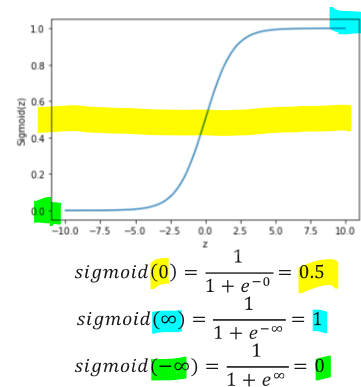 1.0
0.8
0.6
0.4
0.2
0.0
Sigmoid(z)
−10.0 −7.5 −5.0 −2.5 0.0 2.5 5.0 7.5 10.0
z
sigmoid(0) = 1 / (1 + e^−0) = 0.5
sigmoid(∞) = 1 / (1 + e^−∞) = 1
sigmoid(−∞) = 1 / (1 + e^∞) = 0